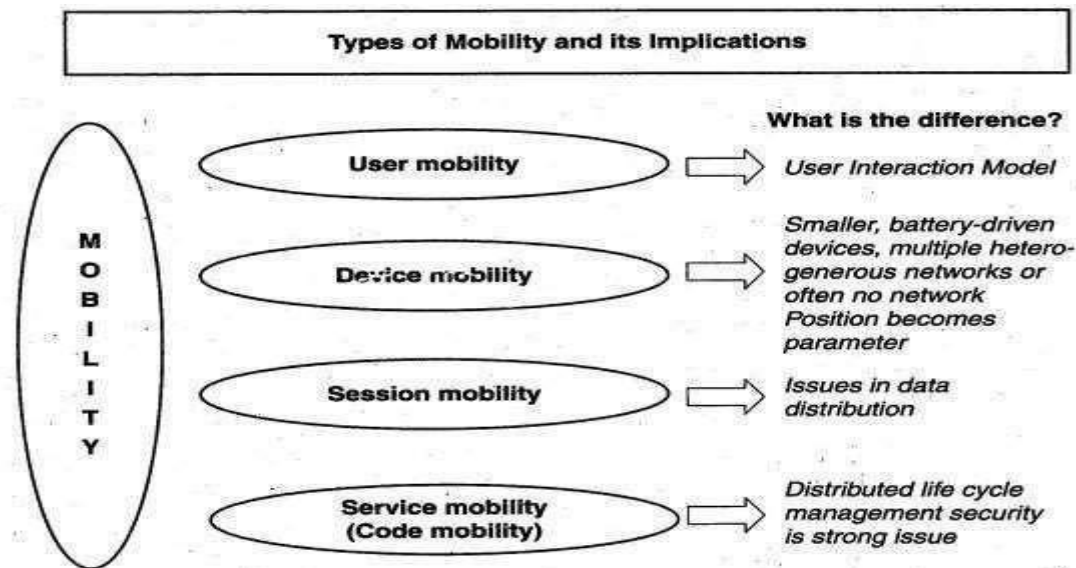 Types of Mobility and its Implications
What is the difference?
MOBILITY
User mobility
User Interaction Model
Device mobility
Smaller, battery-driven
devices, multiple hetero-
generous networks or
often no network
Position becomes
parameter
Session mobility
Issues in data
distribution
Service mobility
(Code mobility)
Distributed life cycle
management security
is strong issue